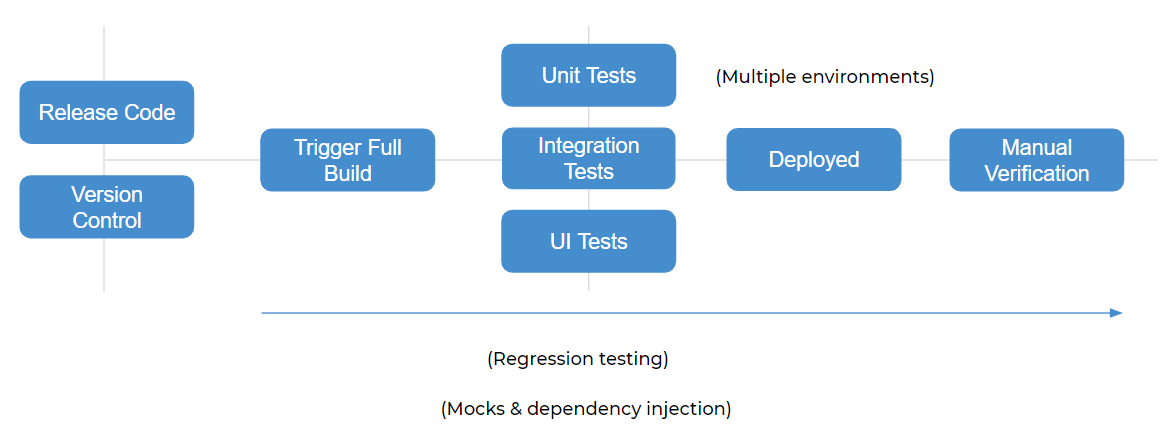 Release Code
Version
Control
Trigger Full
Build
Unit Tests
Integration
Tests
UI Tests
(Multiple environments)
Deployed
Manual
Verification
(Regression testing)
(Mocks & dependency injection)